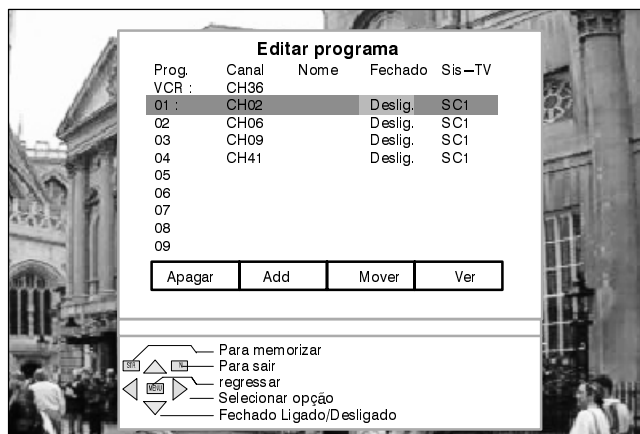 Editar programa
Prog. Canal Nome Fechado Sis-TV
VCR : CH36
01 : CH02 Deslig. SC1
02 CH06 Deslig. SC1
03 CH09 Deslig. SC1
04 CH41 Deslig. SC1
05
06
07
08
09
Apagar Add Mover Ver
Para memorizar
STR N Para sair
MENU regressar
Selecionar opção
Fechado Ligado/Desligado